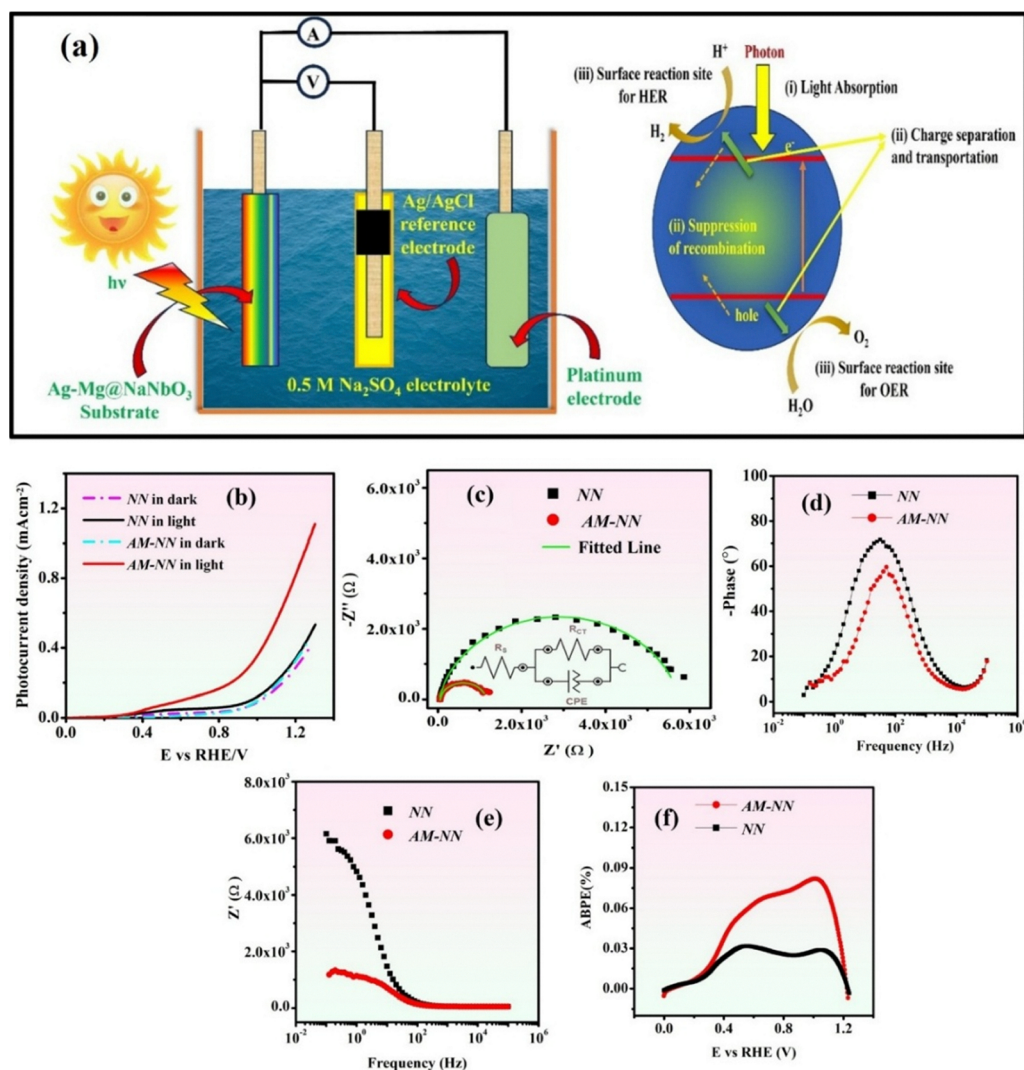 (a)
A
V
hν
Ag-Mg@NaNbO₃
Substrate
Ag/AgCl
reference
electrode
0.5 M Na₂SO₄ electrolyte
Platinum
electrode
H⁺
Photon
(iii) Surface reaction site
for HER
(i) Light Absorption
H₂
e⁻
(ii) Charge separation
and transportation
(ii) Suppression
of recombination
hole
O₂
(iii) Surface reaction site
for OER
H₂O
(b)
NN in dark
NN in light
AM-NN in dark
AM-NN in light
Photocurrent density (mAcm⁻²)
1.2
0.8
0.4
0.0
0.0 0.4 0.8 1.2
E vs RHE/V
(c)
NN
AM-NN
Fitted Line
R_S
R_CT
CPE
-Z'' (Ω)
6.0x10³
4.0x10³
2.0x10³
0.0
0.0 2.0x10³ 4.0x10³ 6.0x10³
Z' (Ω)
(d)
NN
AM-NN
-Phase (°)
100
80
60
40
20
0
10⁻² 10⁰ 10² 10⁴ 10⁶
Frequency (Hz)
(e)
NN
AM-NN
Z' (Ω)
8.0x10³
6.0x10³
4.0x10³
2.0x10³
0.0
10⁻² 10⁰ 10² 10⁴ 10⁶
Frequency (Hz)
(f)
AM-NN
NN
ABPE(%)
0.15
0.12
0.09
0.06
0.03
0.00
0.0 0.4 0.8 1.2
E vs RHE (V)